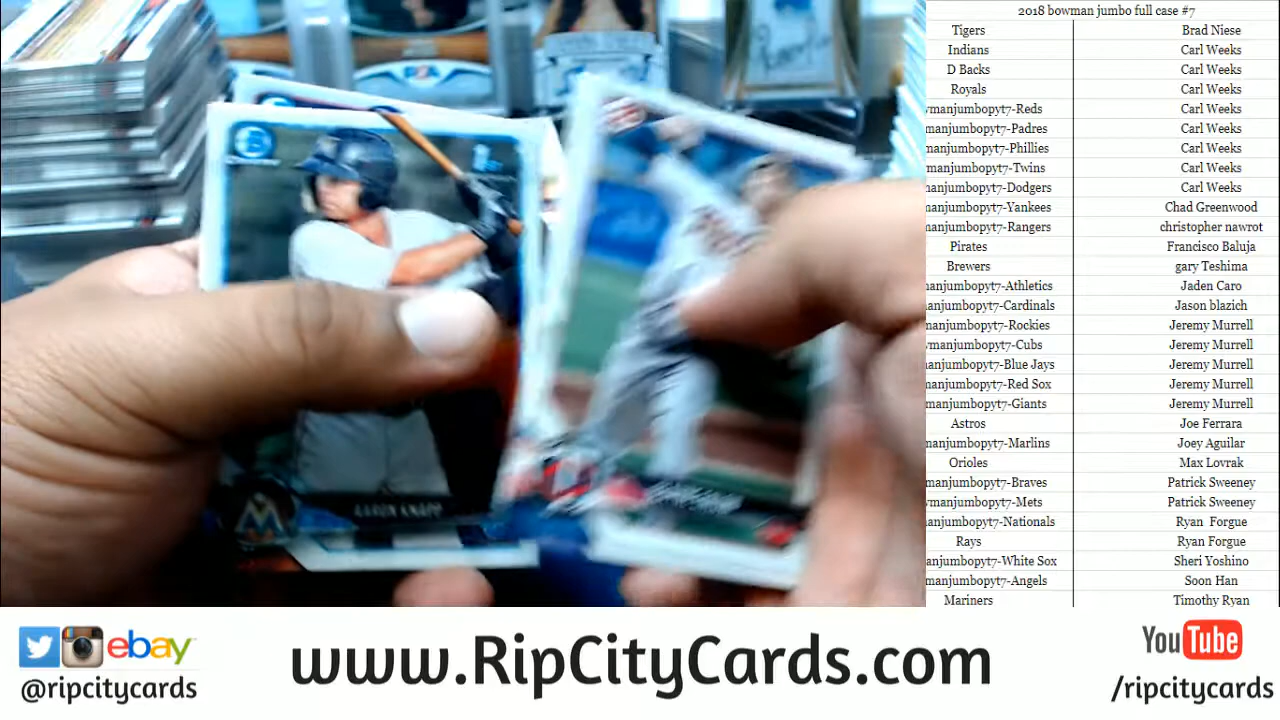 2018 bowman jumbo full case #7
Tigers Brad Niese
Indians Carl Weeks
D Backs Carl Weeks
Royals Carl Weeks
manjumbopyt7-Reds Carl Weeks
manjumbopyt7-Padres Carl Weeks
manjumbopyt7-Phillies Carl Weeks
manjumbopyt7-Twins Carl Weeks
manjumbopyt7-Dodgers Carl Weeks
manjumbopyt7-Yankees Chad Greenwood
manjumbopyt7-Rangers christopher nawrot
Pirates Francisco Baluja
Brewers gary Teshima
manjumbopyt7-Athletics Jaden Caro
manjumbopyt7-Cardinals Jason blazich
manjumbopyt7-Rockies Jeremy Murrell
manjumbopyt7-Cubs Jeremy Murrell
manjumbopyt7-Blue Jays Jeremy Murrell
manjumbopyt7-Red Sox Jeremy Murrell
manjumbopyt7-Giants Jeremy Murrell
Astros Joe Ferrara
manjumbopyt7-Marlins Joey Aguilar
Orioles Max Lovrak
manjumbopyt7-Braves Patrick Sweeney
manjumbopyt7-Mets Patrick Sweeney
anjumbopyt7-Nationals Ryan Forgue
Rays Ryan Forgue
anjumbopyt7-White Sox Sheri Yoshino
manjumbopyt7-Angels Soon Han
Mariners Timothy Ryan
AARON KNAPP
ebay
@ripcitycards
www.RipCityCards.com
YouTube
/ripcitycards